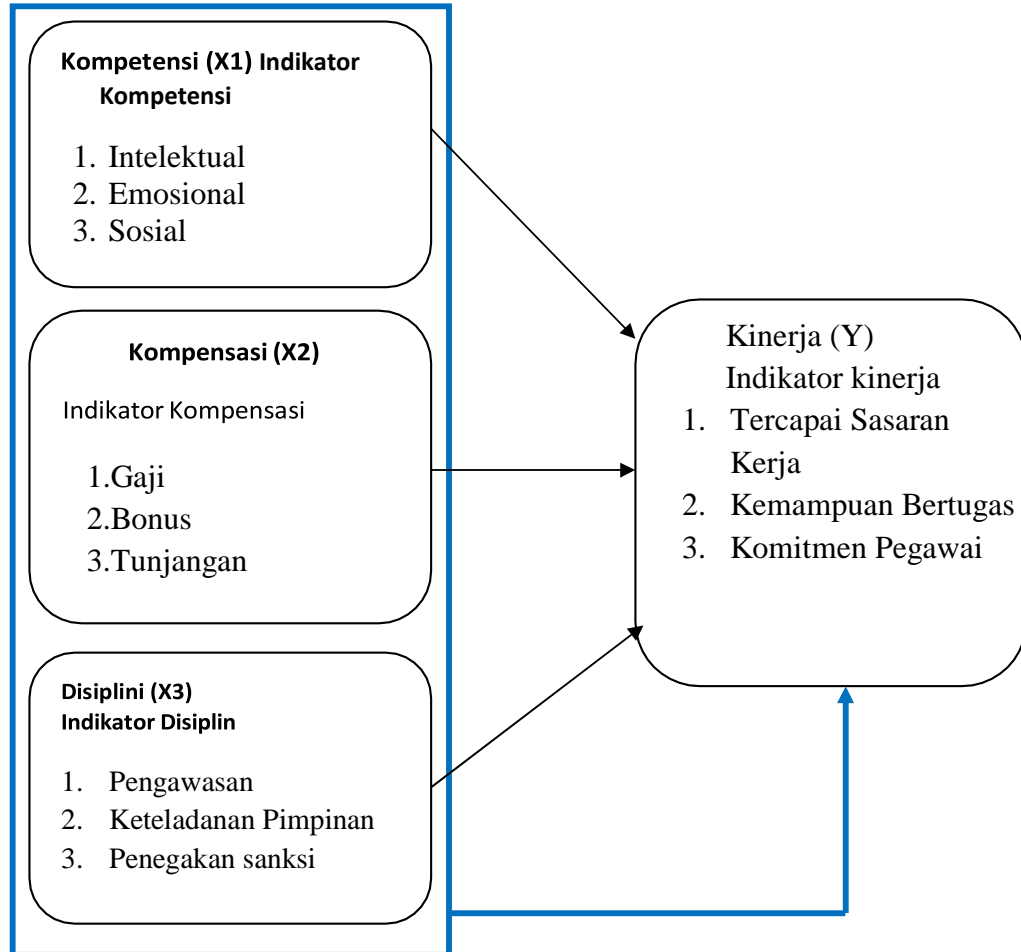 Kompetensi (X1) Indikator
Kompetensi
1. Intelektual
2. Emosional
3. Sosial
Kompensasi (X2)
Indikator Kompensasi
1.Gaji
2.Bonus
3.Tunjangan
Disiplini (X3)
Indikator Disiplin
1. Pengawasan
2. Keteladanan Pimpinan
3. Penegakan sanksi
Kinerja (Y)
Indikator kinerja
1. Tercapai Sasaran
Kerja
2. Kemampuan Bertugas
3. Komitmen Pegawai